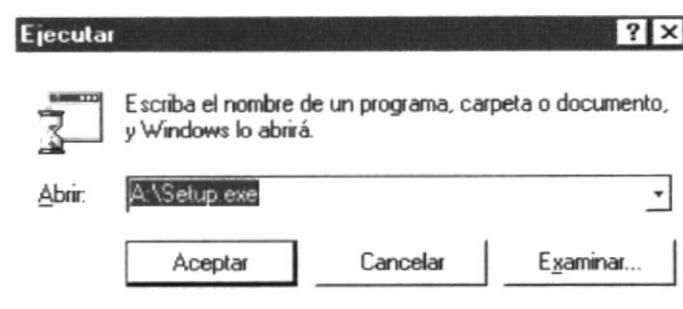 Ejecutar
Escriba el nombre de un programa, carpeta o documento,
y Windows lo abrirá.
Abrir:
A:\Setup.exe
Aceptar
Cancelar
Examinar...